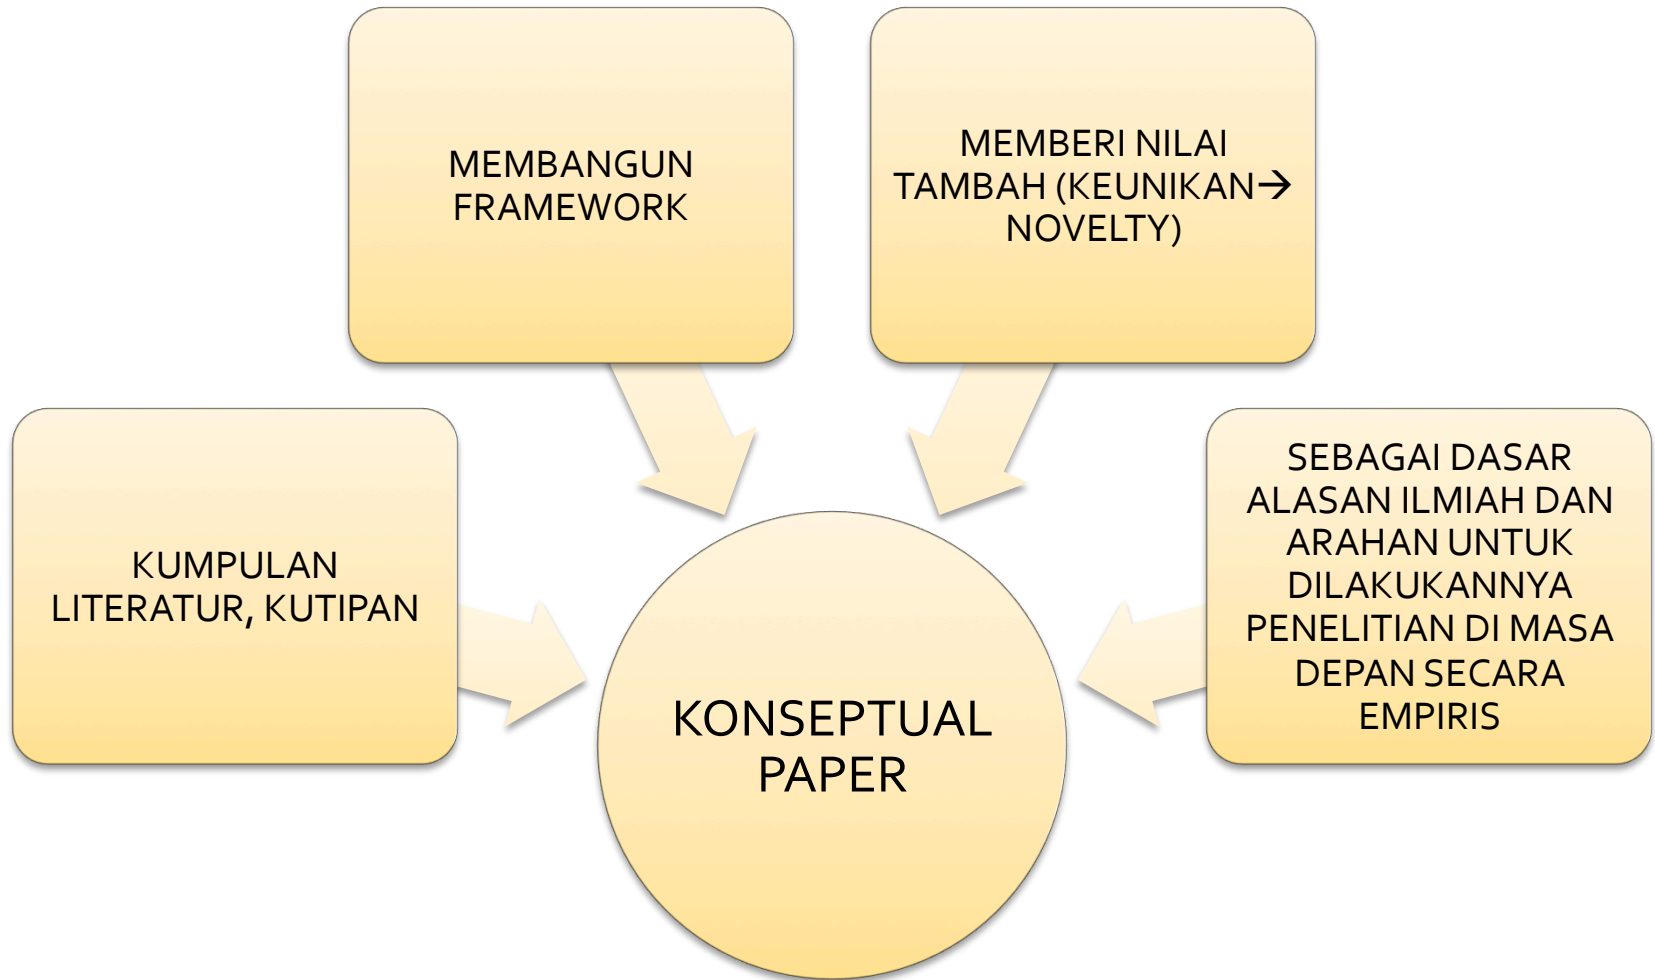 MEMBANGUN
FRAMEWORK
MEMBERI NILAI
TAMBAH (KEUNIKAN→
NOVELTY)
KUMPULAN
LITERATUR, KUTIPAN
SEBAGAI DASAR
ALASAN ILMIAH DAN
ARAHAN UNTUK
DILAKUKANNYA
PENELITIAN DI MASA
DEPAN SECARA
EMPIRIS
KONSEPTUAL
PAPER